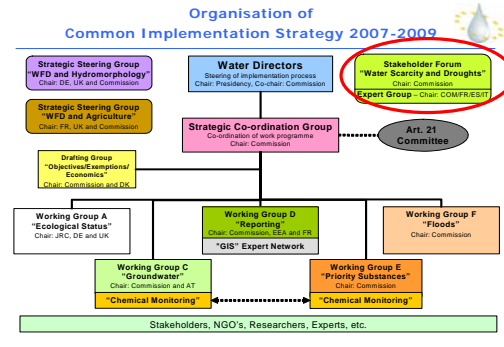 Organisation of
Common Implementation Strategy 2007-2009
Strategic Steering Group
"WFD and Hydromorphology"
Chair: DE, UK and Commission
Water Directors
Steering of implementation process
Chair: Presidency, Co-chair: Commission
Stakeholder Forum
"Water Scarcity and Droughts"
Chair: Commission
Expert Group – Chair: COM/FR/ES/IT
Strategic Steering Group
"WFD and Agriculture"
Chair: FR, UK and Commission
Strategic Co-ordination Group
Co-ordination of work programme
Chair: Commission
Art. 21
Committee
Drafting Group
"Objectives/Exemptions/
Economics"
Chair: Commission and DK
Working Group A
"Ecological Status"
Chair: JRC, DE and UK
Working Group D
"Reporting"
Chair: Commission, EEA and FR
"GIS" Expert Network
Working Group F
"Floods"
Chair: Commission
Working Group C
"Groundwater"
Chair: Commission and AT
"Chemical Monitoring"
Working Group E
"Priority Substances"
Chair: Commission
"Chemical Monitoring"
Stakeholders, NGO's, Researchers, Experts, etc.